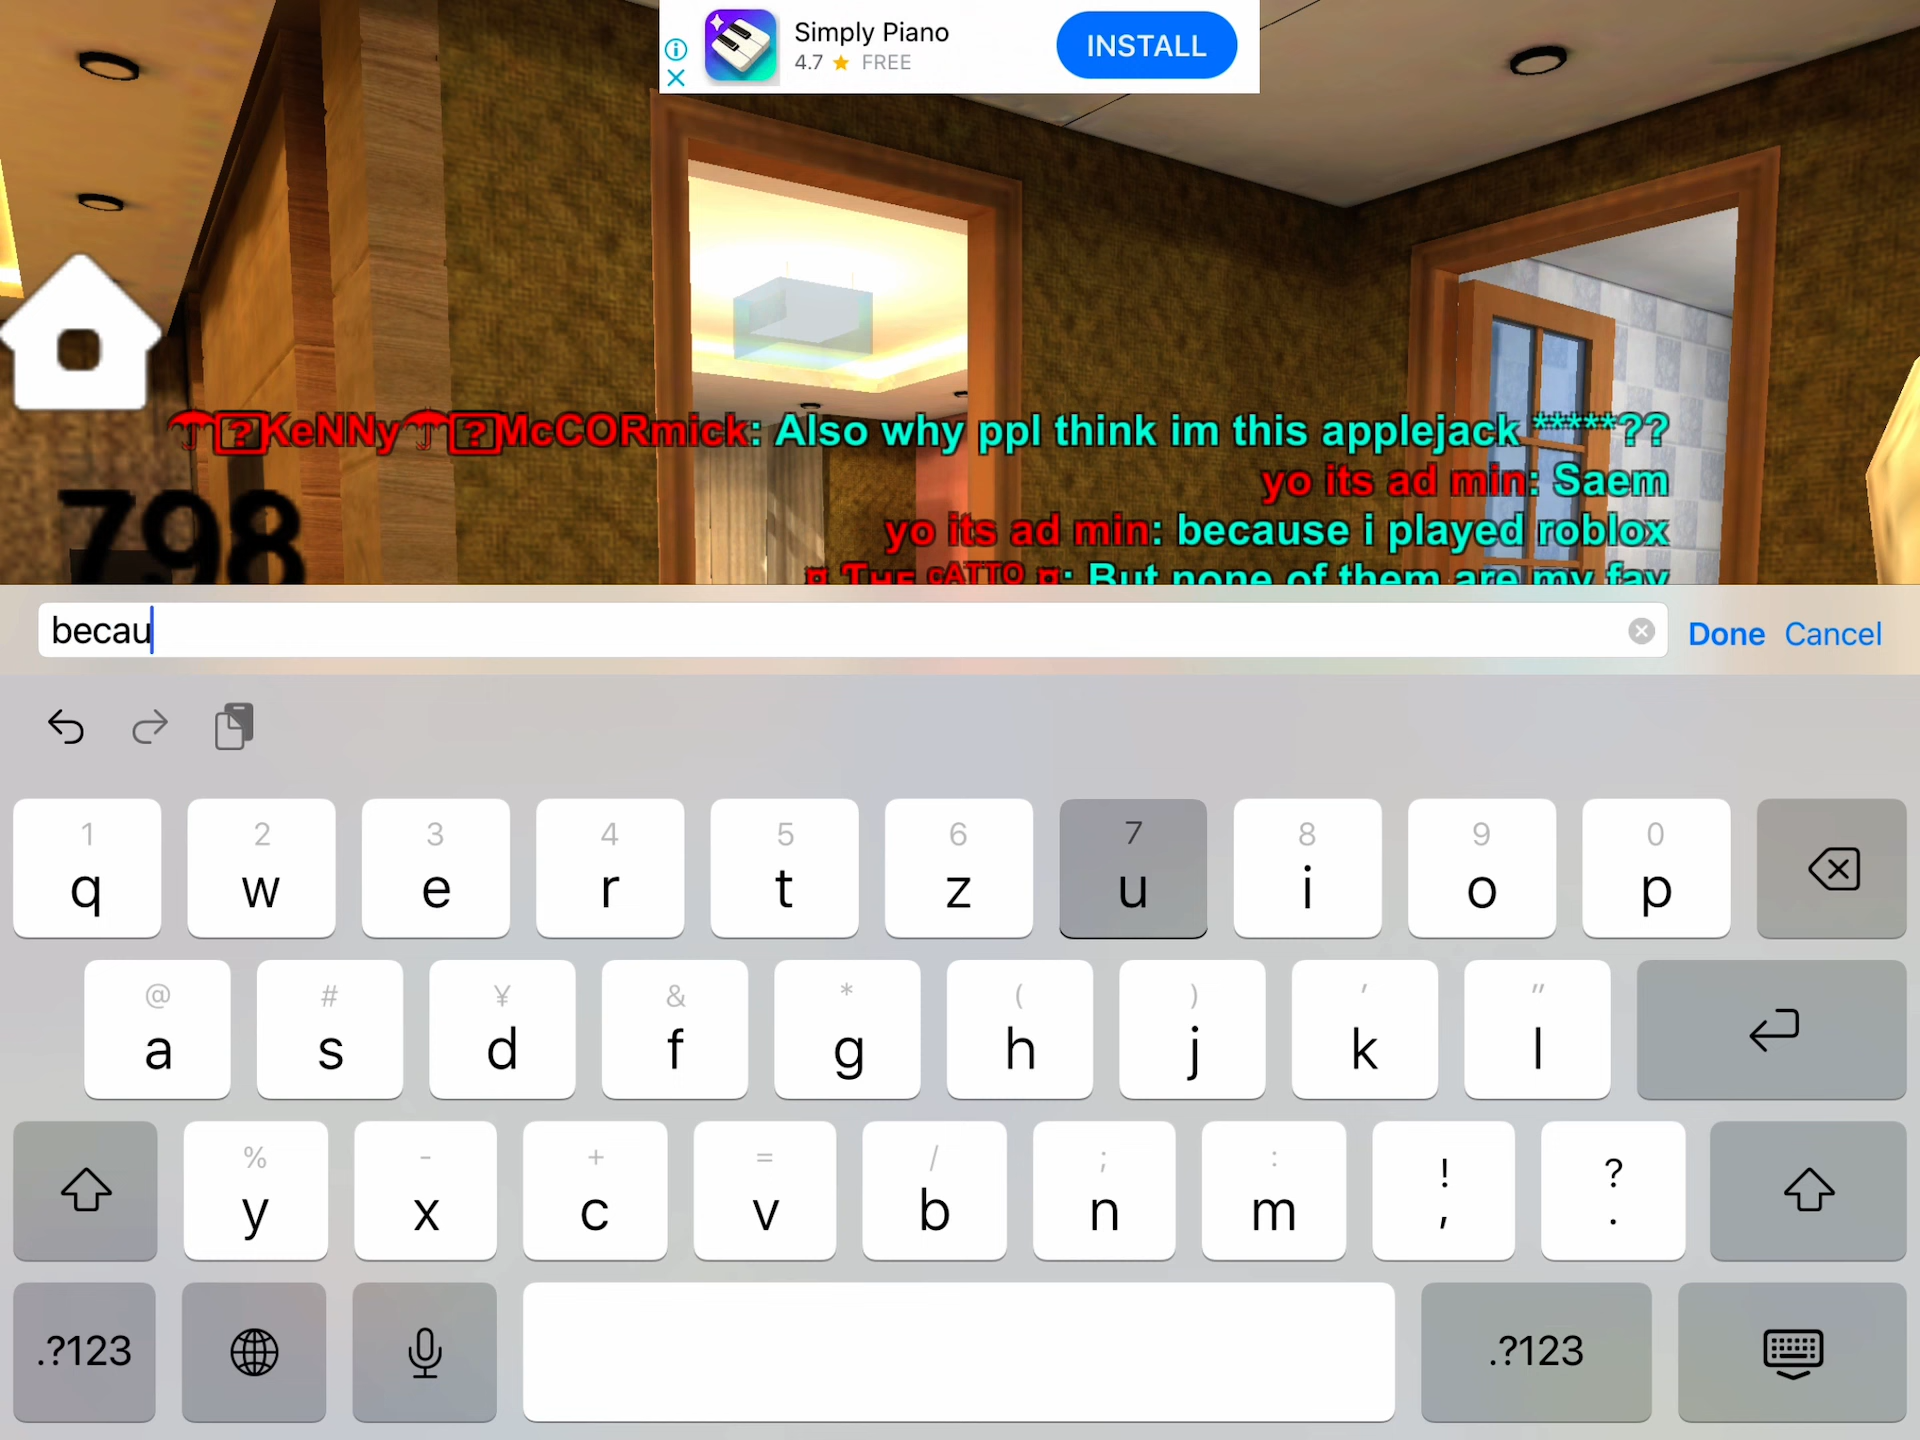 Simply Piano
4.7 ★ FREE
INSTALL
☂?KeNNy☂?McCORmick: Also why ppl think im this applejack *****??
yo its ad min: Saem
yo its ad min: because i played roblox
¤ Tʜᴇ ᶜATTO ¤: But none of them are my fav
798
becau
Done Cancel
1 2 3 4 5 6 7 8 9 0
q w e r t z u i o p
@ # ¥ & * ( ) ′ ″
a s d f g h j k l
% - + = / ; : ! ?
y x c v b n m , .
.?123 .?123